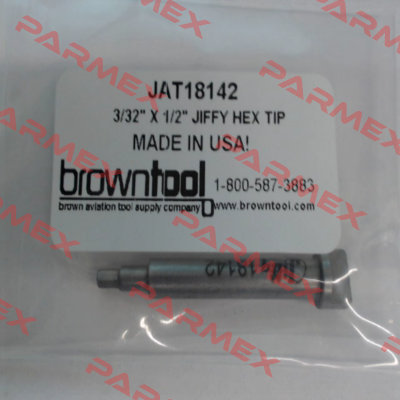 JAT18142
3/32" X 1/2" JIFFY HEX TIP
MADE IN USA!
browntool 1-800-587-3883
brown aviation tool supply company www.browntool.com
18142
PARMEX
PARMEX
PARMEX
PARMEX
PARMEX
PARMEX